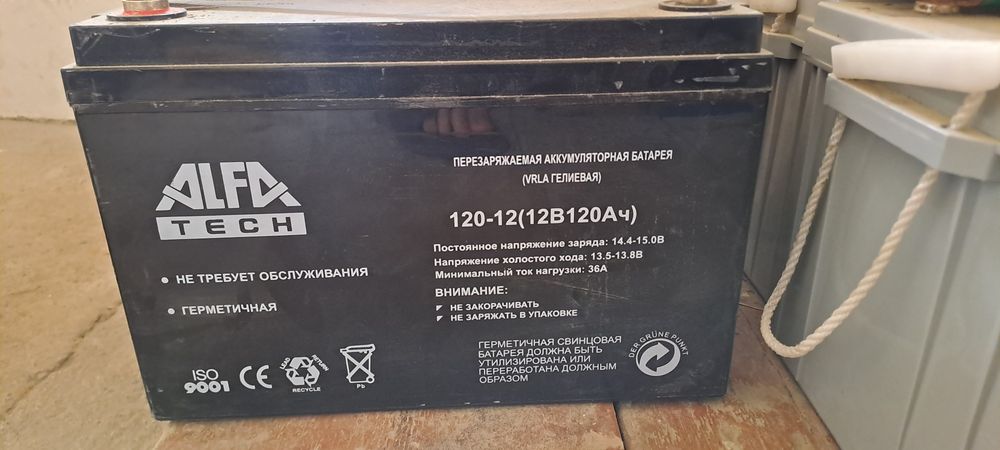 ALFA
TECH
• НЕ ТРЕБУЕТ ОБСЛУЖИВАНИЯ
• ГЕРМЕТИЧНАЯ
ISO
9001
CE
LEAD RETURN
RECYCLE
Pb
ПЕРЕЗАРЯЖАЕМАЯ АККУМУЛЯТОРНАЯ БАТАРЕЯ
(VRLA ГЕЛИЕВАЯ)
120-12(12В120Ач)
Постоянное напряжение заряда: 14.4-15.0В
Напряжение холостого хода: 13.5-13.8В
Минимальный ток нагрузки: 36А
ВНИМАНИЕ:
НЕ ЗАКОРАЧИВАТЬ
НЕ ЗАРЯЖАТЬ В УПАКОВКЕ
ГЕРМЕТИЧНАЯ СВИНЦОВАЯ
БАТАРЕЯ ДОЛЖНА БЫТЬ
УТИЛИЗИРОВАНА ИЛИ
ПЕРЕРАБОТАНА ДОЛЖНЫМ
ОБРАЗОМ
DER GRÜNE PUNKT